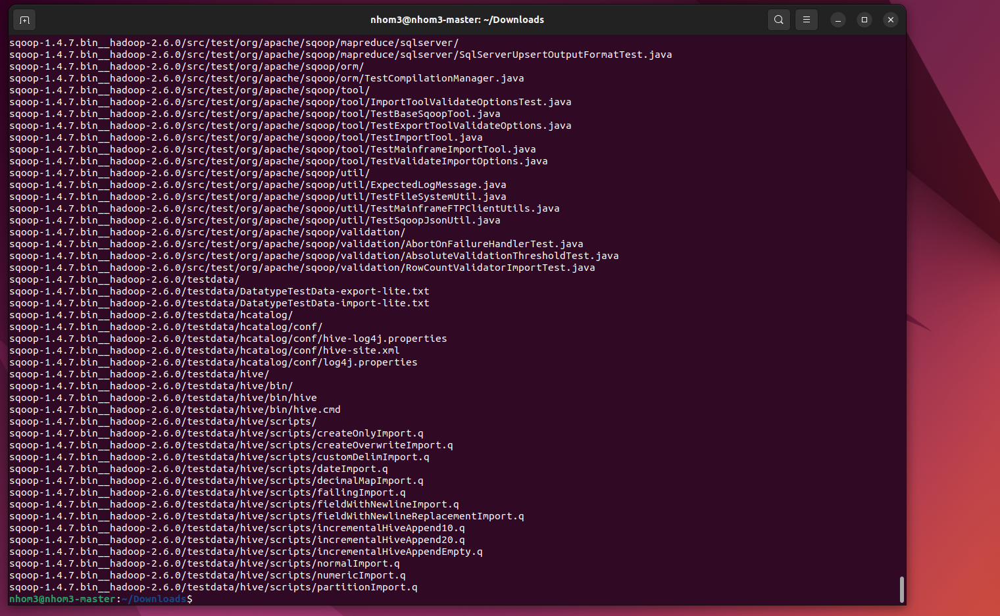 nhom3@nhom3-master: ~/Downloads
sqoop-1.4.7.bin__hadoop-2.6.0/src/test/org/apache/sqoop/mapreduce/sqlserver/
sqoop-1.4.7.bin__hadoop-2.6.0/src/test/org/apache/sqoop/mapreduce/sqlserver/SqlServerUpsertOutputFormatTest.java
sqoop-1.4.7.bin__hadoop-2.6.0/src/test/org/apache/sqoop/orm/
sqoop-1.4.7.bin__hadoop-2.6.0/src/test/org/apache/sqoop/orm/TestCompilationManager.java
sqoop-1.4.7.bin__hadoop-2.6.0/src/test/org/apache/sqoop/tool/
sqoop-1.4.7.bin__hadoop-2.6.0/src/test/org/apache/sqoop/tool/ImportToolValidateOptionsTest.java
sqoop-1.4.7.bin__hadoop-2.6.0/src/test/org/apache/sqoop/tool/TestBaseSqoopTool.java
sqoop-1.4.7.bin__hadoop-2.6.0/src/test/org/apache/sqoop/tool/TestExportToolValidateOptions.java
sqoop-1.4.7.bin__hadoop-2.6.0/src/test/org/apache/sqoop/tool/TestImportTool.java
sqoop-1.4.7.bin__hadoop-2.6.0/src/test/org/apache/sqoop/tool/TestMainframeImportTool.java
sqoop-1.4.7.bin__hadoop-2.6.0/src/test/org/apache/sqoop/tool/TestValidateImportOptions.java
sqoop-1.4.7.bin__hadoop-2.6.0/src/test/org/apache/sqoop/util/
sqoop-1.4.7.bin__hadoop-2.6.0/src/test/org/apache/sqoop/util/ExpectedLogMessage.java
sqoop-1.4.7.bin__hadoop-2.6.0/src/test/org/apache/sqoop/util/TestFileSystemUtil.java
sqoop-1.4.7.bin__hadoop-2.6.0/src/test/org/apache/sqoop/util/TestMainframeFTPClientUtils.java
sqoop-1.4.7.bin__hadoop-2.6.0/src/test/org/apache/sqoop/util/TestSqoopJsonUtil.java
sqoop-1.4.7.bin__hadoop-2.6.0/src/test/org/apache/sqoop/validation/
sqoop-1.4.7.bin__hadoop-2.6.0/src/test/org/apache/sqoop/validation/AbortOnFailureHandlerTest.java
sqoop-1.4.7.bin__hadoop-2.6.0/src/test/org/apache/sqoop/validation/AbsoluteValidationThresholdTest.java
sqoop-1.4.7.bin__hadoop-2.6.0/src/test/org/apache/sqoop/validation/RowCountValidatorImportTest.java
sqoop-1.4.7.bin__hadoop-2.6.0/testdata/
sqoop-1.4.7.bin__hadoop-2.6.0/testdata/DatatypeTestData-export-lite.txt
sqoop-1.4.7.bin__hadoop-2.6.0/testdata/DatatypeTestData-import-lite.txt
sqoop-1.4.7.bin__hadoop-2.6.0/testdata/hcatalog/
sqoop-1.4.7.bin__hadoop-2.6.0/testdata/hcatalog/conf/
sqoop-1.4.7.bin__hadoop-2.6.0/testdata/hcatalog/conf/hive-log4j.properties
sqoop-1.4.7.bin__hadoop-2.6.0/testdata/hcatalog/conf/hive-site.xml
sqoop-1.4.7.bin__hadoop-2.6.0/testdata/hcatalog/conf/log4j.properties
sqoop-1.4.7.bin__hadoop-2.6.0/testdata/hive/
sqoop-1.4.7.bin__hadoop-2.6.0/testdata/hive/bin/
sqoop-1.4.7.bin__hadoop-2.6.0/testdata/hive/bin/hive
sqoop-1.4.7.bin__hadoop-2.6.0/testdata/hive/bin/hive.cmd
sqoop-1.4.7.bin__hadoop-2.6.0/testdata/hive/scripts/
sqoop-1.4.7.bin__hadoop-2.6.0/testdata/hive/scripts/createOnlyImport.q
sqoop-1.4.7.bin__hadoop-2.6.0/testdata/hive/scripts/createOverwriteImport.q
sqoop-1.4.7.bin__hadoop-2.6.0/testdata/hive/scripts/customDelimImport.q
sqoop-1.4.7.bin__hadoop-2.6.0/testdata/hive/scripts/dateImport.q
sqoop-1.4.7.bin__hadoop-2.6.0/testdata/hive/scripts/decimalMapImport.q
sqoop-1.4.7.bin__hadoop-2.6.0/testdata/hive/scripts/failingImport.q
sqoop-1.4.7.bin__hadoop-2.6.0/testdata/hive/scripts/fieldWithNewlineImport.q
sqoop-1.4.7.bin__hadoop-2.6.0/testdata/hive/scripts/fieldWithNewlineReplacementImport.q
sqoop-1.4.7.bin__hadoop-2.6.0/testdata/hive/scripts/incrementalHiveAppend10.q
sqoop-1.4.7.bin__hadoop-2.6.0/testdata/hive/scripts/incrementalHiveAppend20.q
sqoop-1.4.7.bin__hadoop-2.6.0/testdata/hive/scripts/incrementalHiveAppendEmpty.q
sqoop-1.4.7.bin__hadoop-2.6.0/testdata/hive/scripts/normalImport.q
sqoop-1.4.7.bin__hadoop-2.6.0/testdata/hive/scripts/numericImport.q
sqoop-1.4.7.bin__hadoop-2.6.0/testdata/hive/scripts/partitionImport.q
nhom3@nhom3-master:~/Downloads$